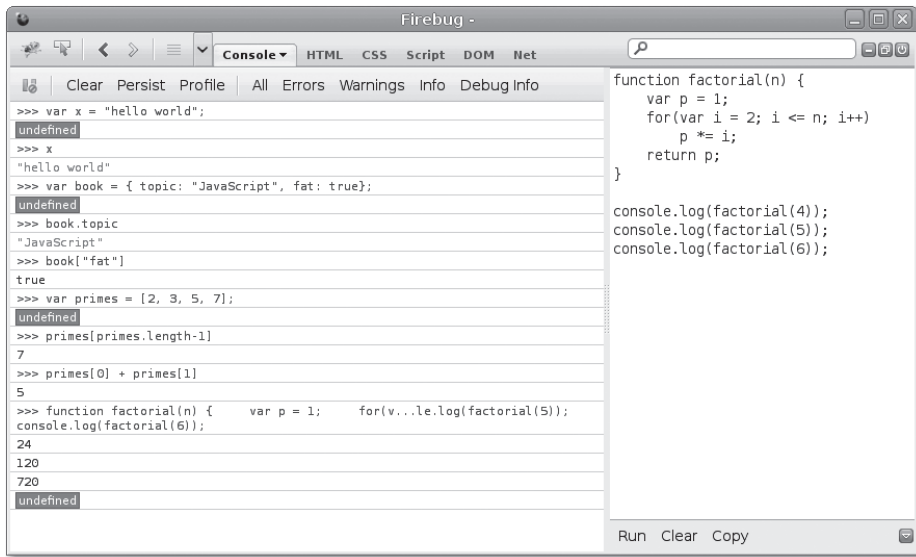 Firebug -
Console HTML CSS Script DOM Net
Clear Persist Profile All Errors Warnings Info Debug Info
>>> var x = "hello world";
undefined
>>> x
"hello world"
>>> var book = { topic: "JavaScript", fat: true};
undefined
>>> book.topic
"JavaScript"
>>> book["fat"]
true
>>> var primes = [2, 3, 5, 7];
undefined
>>> primes[primes.length-1]
7
>>> primes[0] + primes[1]
5
>>> function factorial(n) {     var p = 1;     for(v...le.log(factorial(5));
console.log(factorial(6));
24
120
720
undefined
function factorial(n) {
    var p = 1;
    for(var i = 2; i <= n; i++)
        p *= i;
    return p;
}
console.log(factorial(4));
console.log(factorial(5));
console.log(factorial(6));
Run Clear Copy